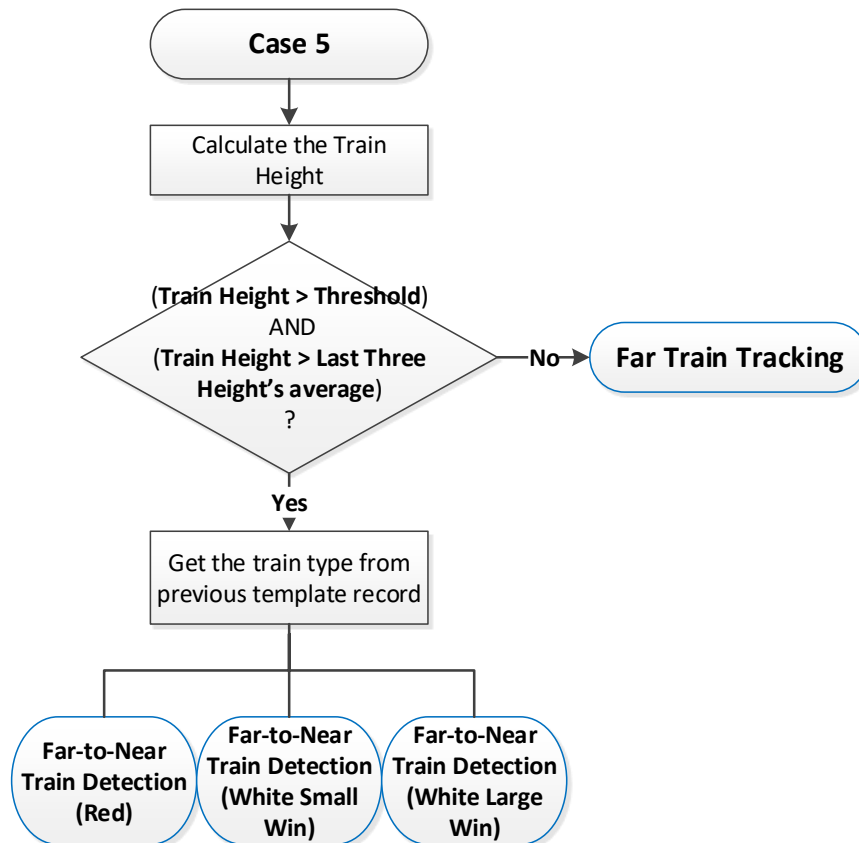 Case 5
Calculate the Train
Height
(Train Height > Threshold)
AND
(Train Height > Last Three
Height’s average)
?
No
Far Train Tracking
Yes
Get the train type from
previous template record
Far-to-Near
Train Detection
(Red)
Far-to-Near
Train Detection
(White Small
Win)
Far-to-Near
Train Detection
(White Large
Win)